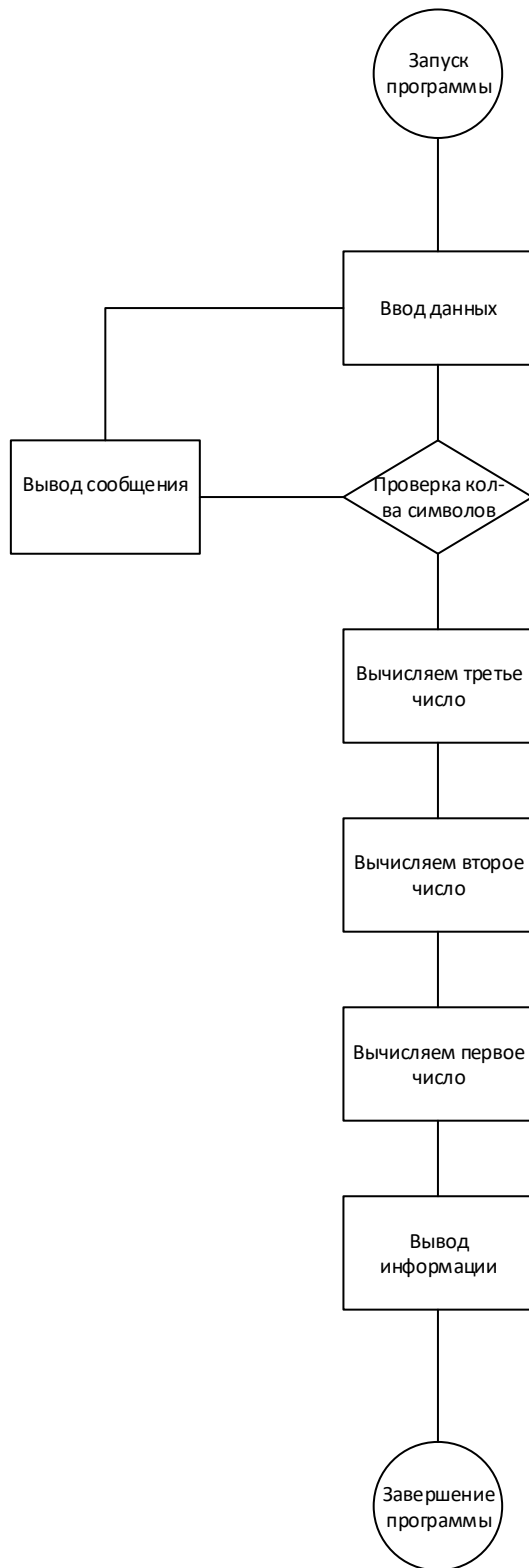 Запуск
программы
Ввод данных
Вывод сообщения
Проверка кол-
ва символов
Вычисляем третье
число
Вычисляем второе
число
Вычисляем первое
число
Вывод
информации
Завершение
программы